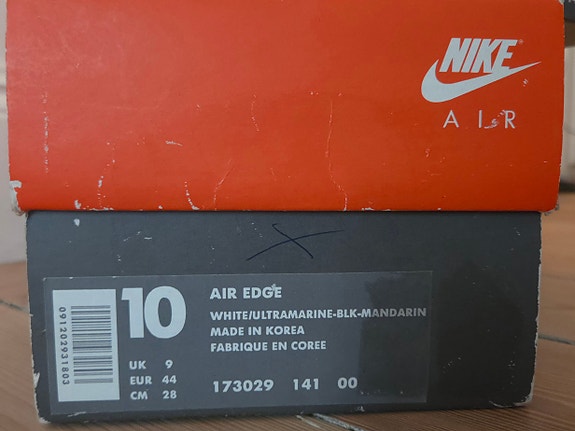 NIKE
AIR
10
AIR EDGE
WHITE/ULTRAMARINE-BLK-MANDARIN
MADE IN KOREA
FABRIQUE EN COREE
UK 9
EUR 44
CM 28
173029 141 00
091202931803